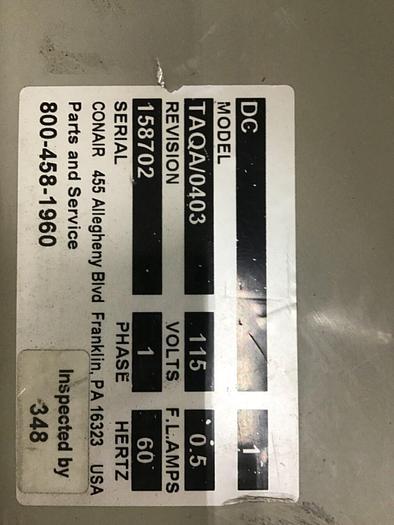 DC 1
MODEL
TAQA/0403 115 0.5
REVISION VOLTS F.L.AMPS
158702 1 60
SERIAL PHASE HERTZ
CONAIR 455 Allegheny Blvd Franklin, PA 16323 USA
Parts and Service
800-458-1960
Inspected by
348